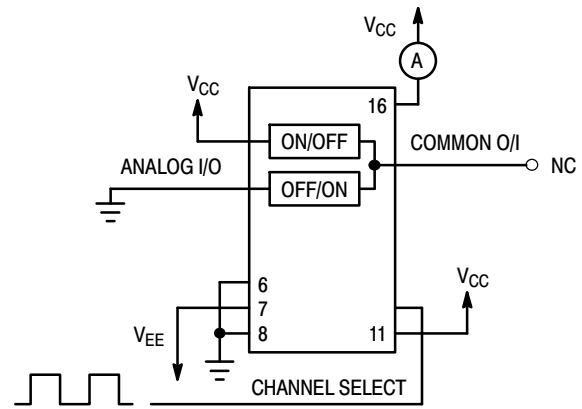 VCC
A
VCC
16
ON/OFF
COMMON O/I
ANALOG I/O
OFF/ON
NC
6
VCC
7
VEE
8
11
CHANNEL SELECT